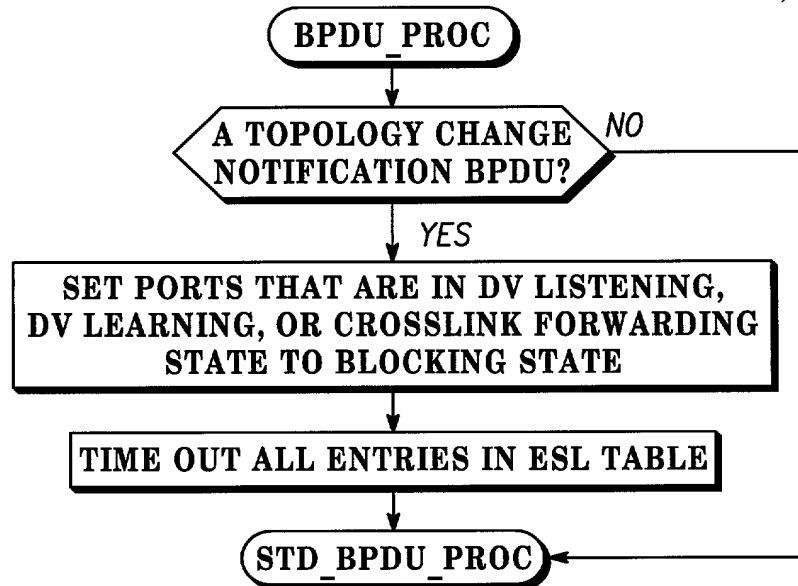 BPDU_PROC
A TOPOLOGY CHANGE
NOTIFICATION BPDU?
NO
YES
SET PORTS THAT ARE IN DV LISTENING,
DV LEARNING, OR CROSSLINK FORWARDING
STATE TO BLOCKING STATE
TIME OUT ALL ENTRIES IN ESL TABLE
STD_BPDU_PROC